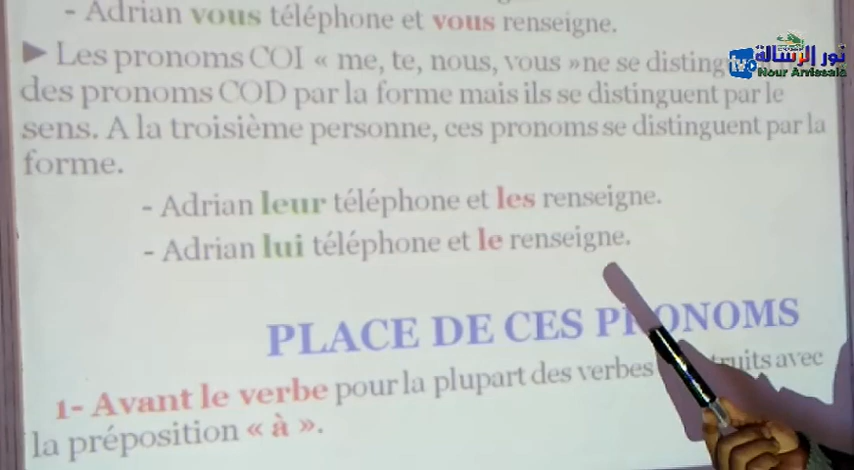 - Adrian vous téléphone et vous renseigne.
نور الرسالة
Nour Arrissala
▶ Les pronoms COI « me, te, nous, vous »ne se
des pronoms COD par la forme mais ils se distinguent par le
sens. A la troisième personne, ces pronoms se distinguent par la
forme.
- Adrian leur téléphone et les renseigne.
- Adrian lui téléphone et le renseigne.
PLACE DE CES PRONOMS
1- Avant le verbe pour la plupart des verbes avec
la préposition « à ».